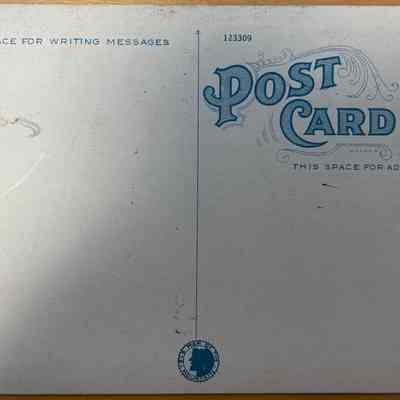 ACE FOR WRITING MESSAGES
123309
POST
CARD
THIS SPACE FOR AD